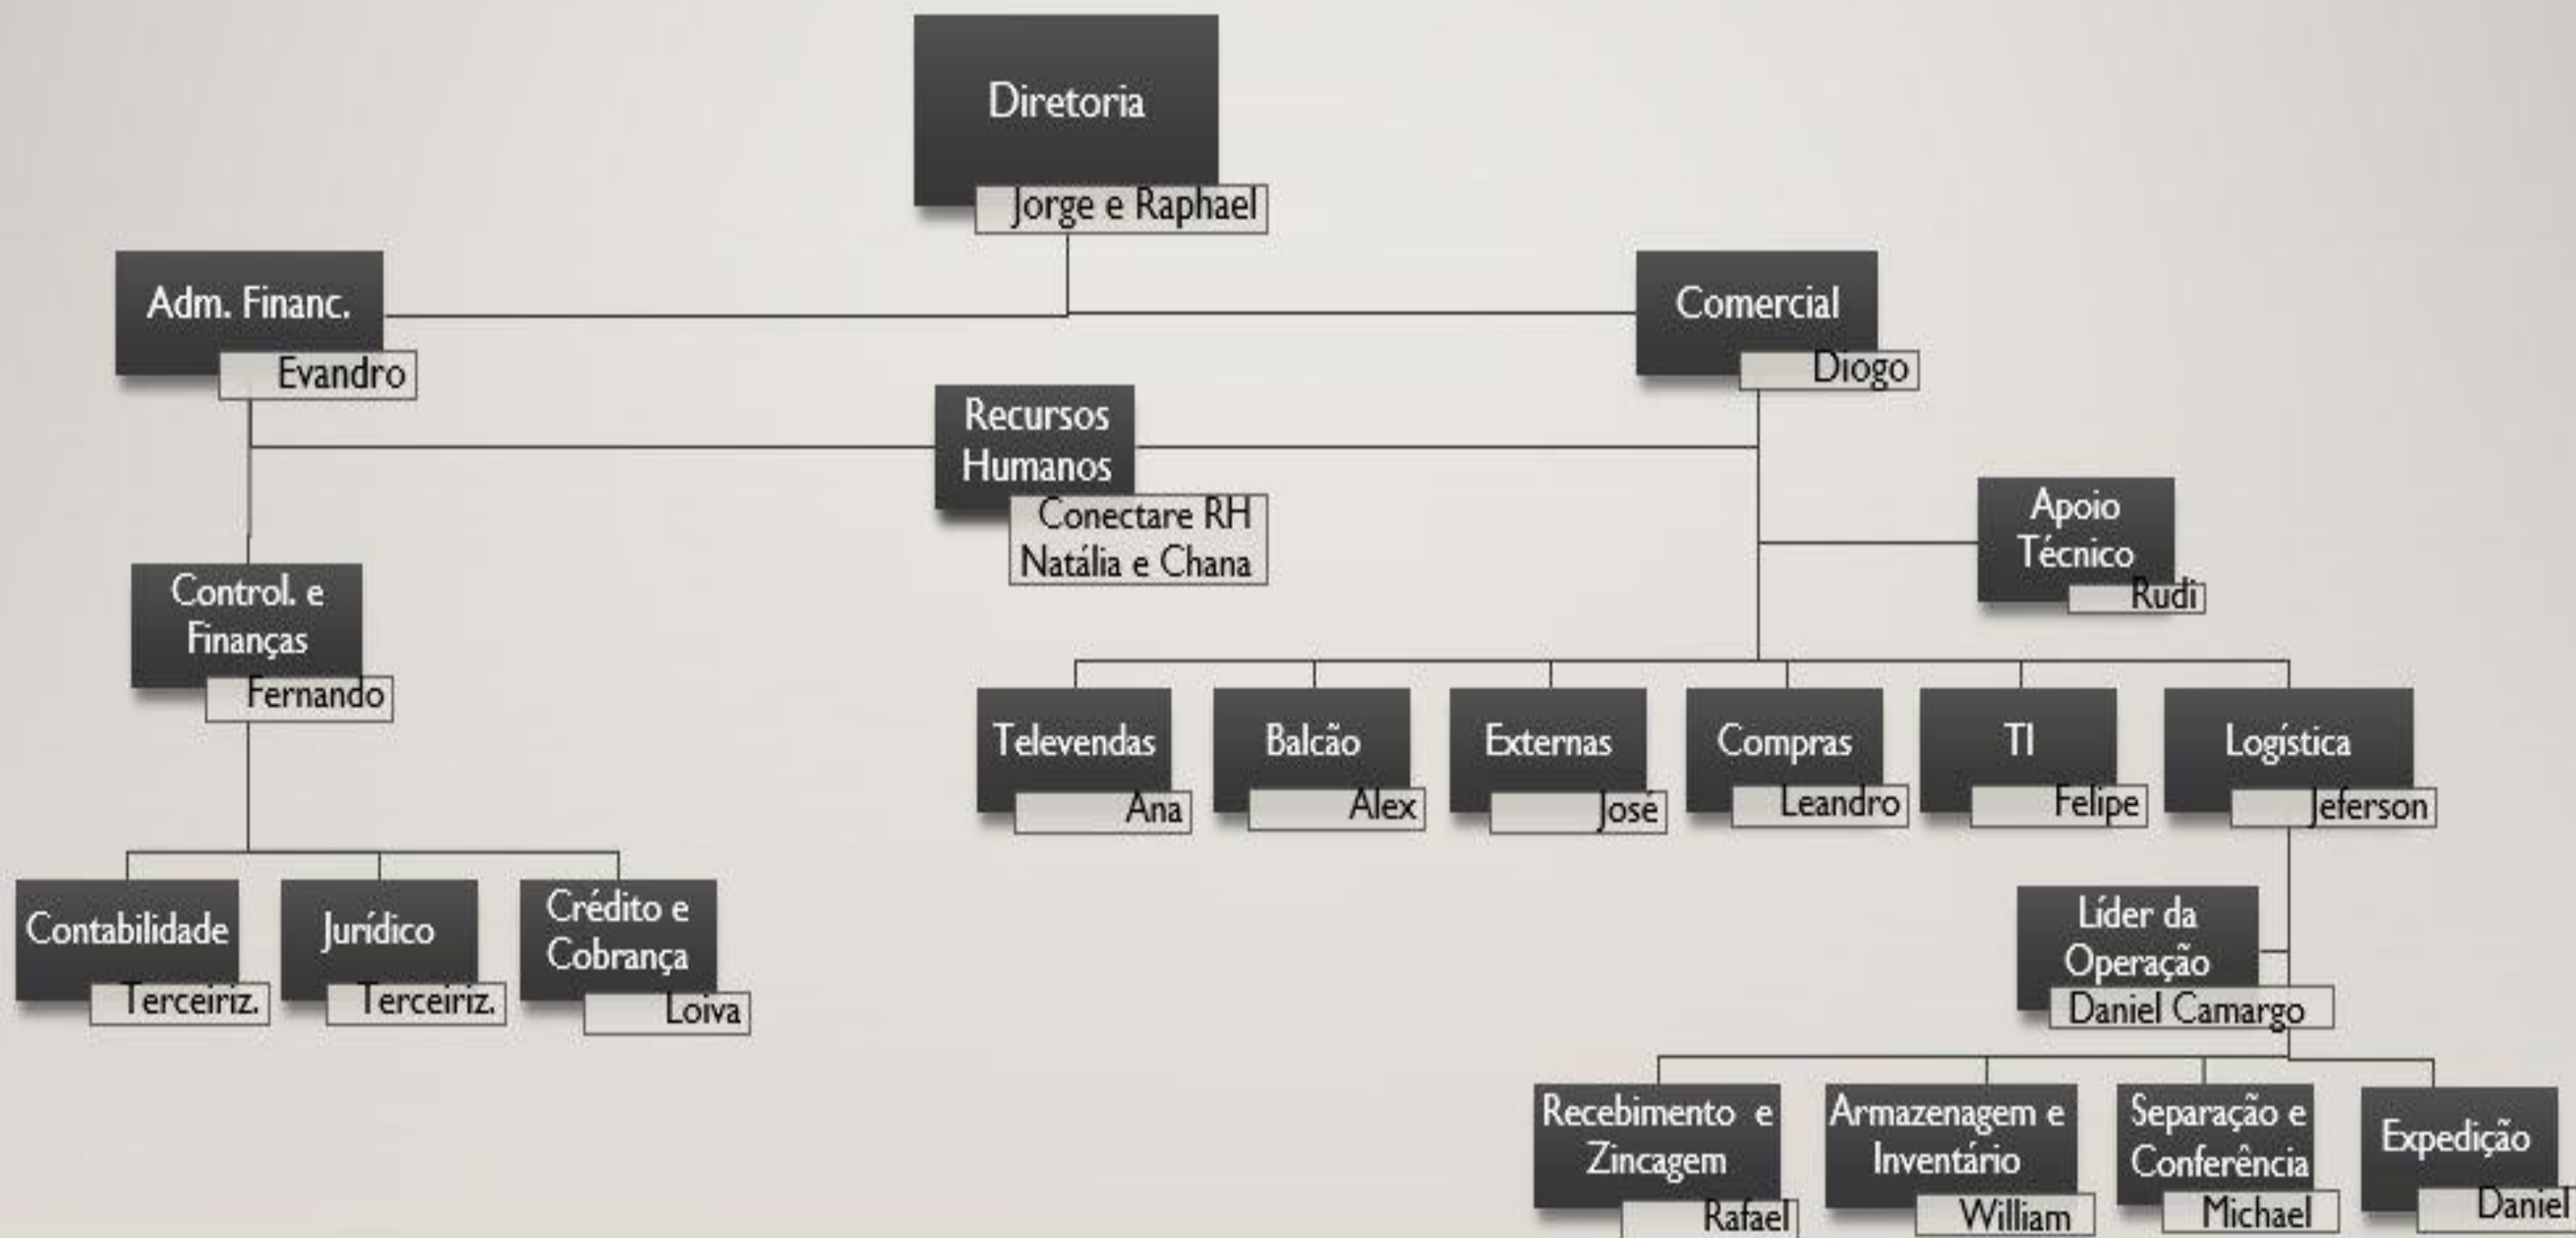 Diretoria
Jorge e Raphael
Adm. Financ.
Evandro
Comercial
Diogo
Recursos
Humanos
Conectare RH
Natália e Chana
Apoio
Técnico
Rudi
Control. e
Finanças
Fernando
Televendas
Ana
Balcão
Alex
Externas
José
Compras
Leandro
TI
Felipe
Logística
Jeferson
Contabilidade
Terceiriz.
Jurídico
Terceiriz.
Crédito e
Cobrança
Loiva
Líder da
Operação
Daniel Camargo
Recebimento e
Zincagem
Rafael
Armazenagem e
Inventário
William
Separação e
Conferência
Michael
Expedição
Daniel